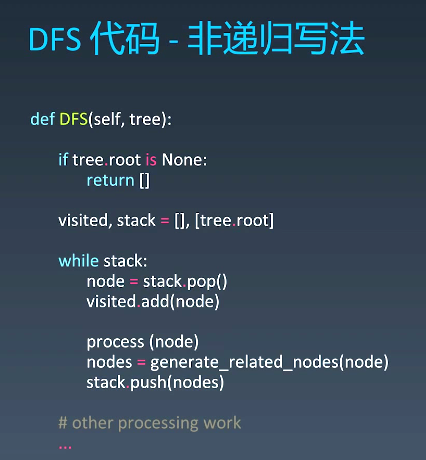 DFS 代码 - 非递归写法
def DFS(self, tree):
if tree.root is None:
return []
visited, stack = [], [tree.root]
while stack:
node = stack.pop()
visited.add(node)
process (node)
nodes = generate_related_nodes(node)
stack.push(nodes)
# other processing work
...